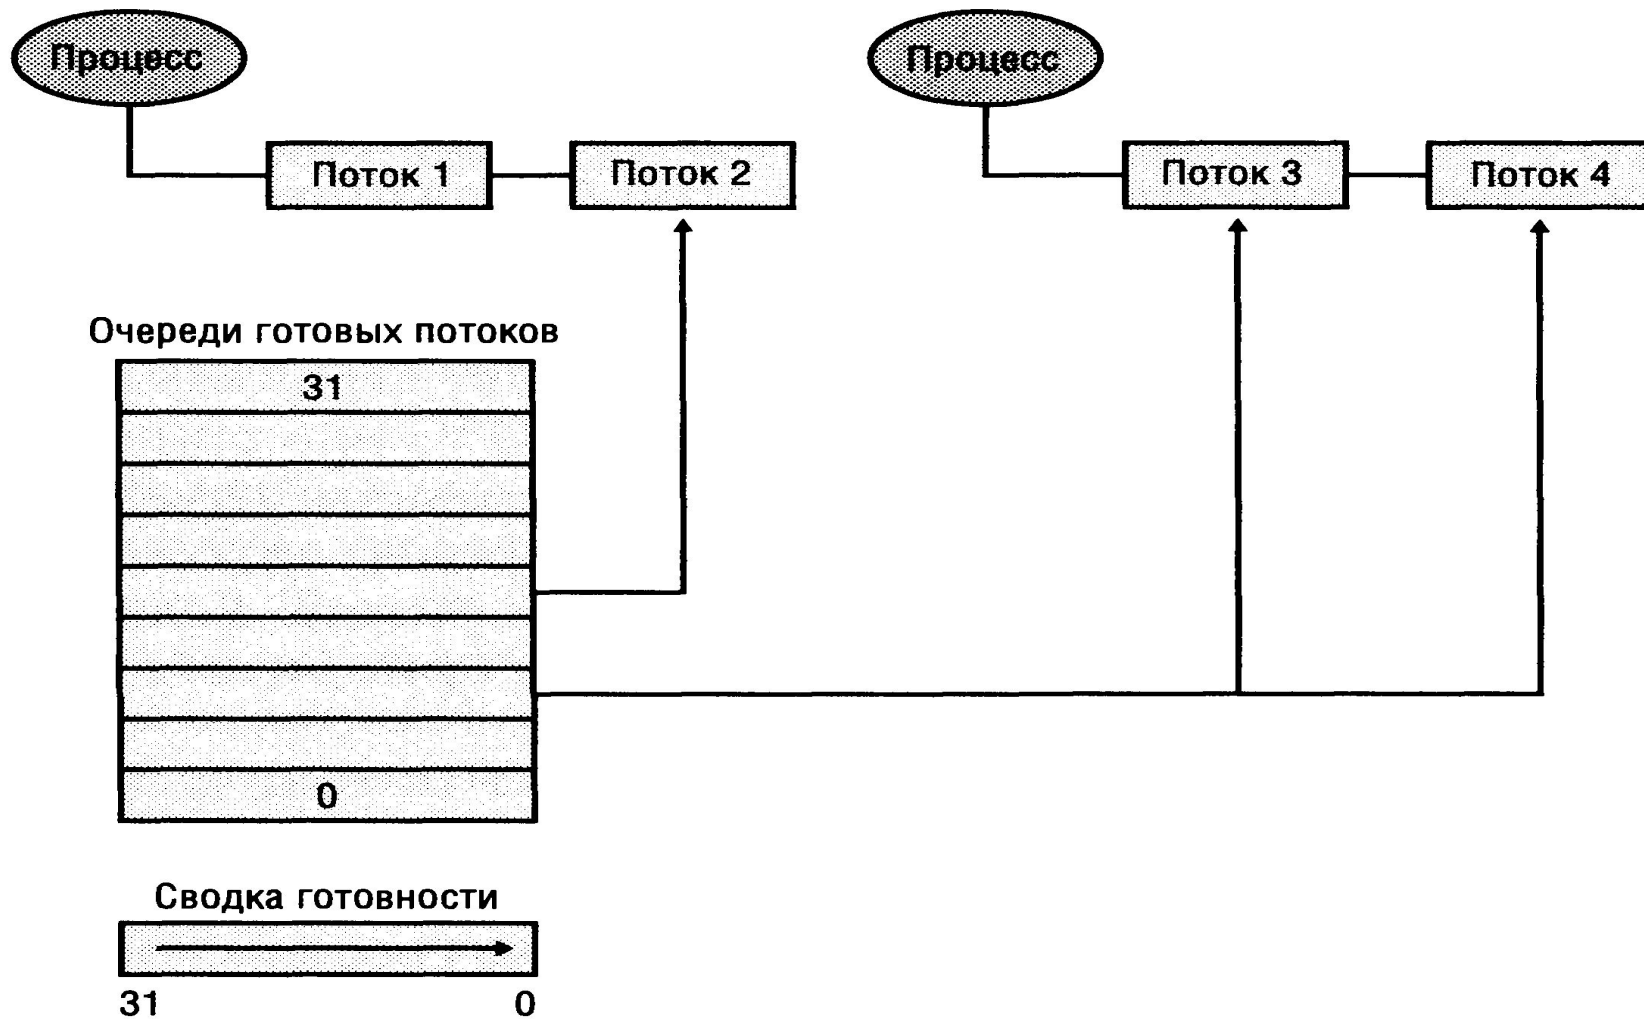 Процесс
Процесс
Поток 1
Поток 2
Поток 3
Поток 4
Очереди готовых потоков
31
0
Сводка готовности
31
0